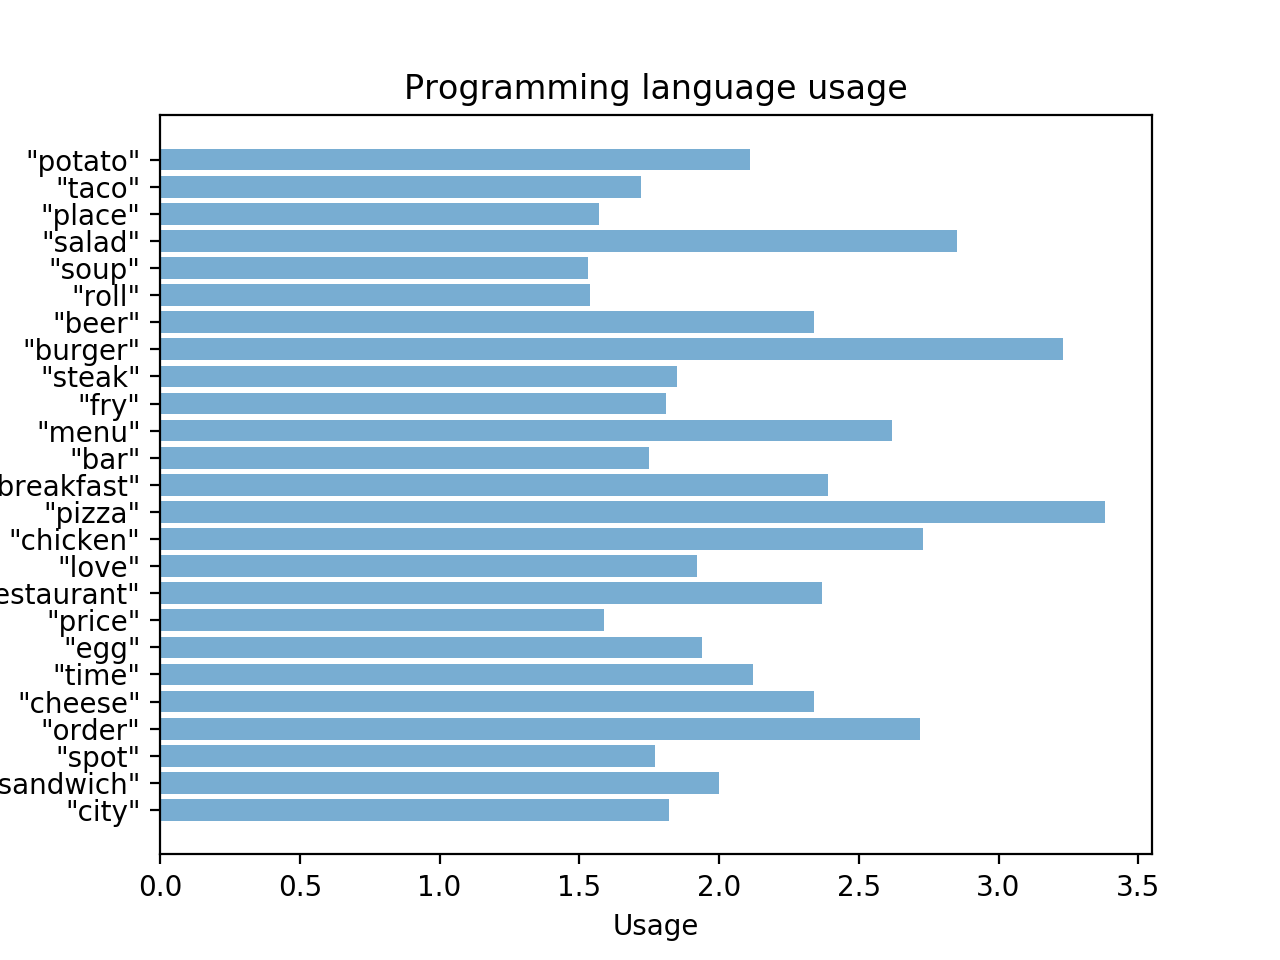 Programming language usage
"potato"
"taco"
"place"
"salad"
"soup"
"roll"
"beer"
"burger"
"steak"
"fry"
"menu"
"bar"
breakfast"
"pizza"
"chicken"
"love"
estaurant"
"price"
"egg"
"time"
"cheese"
"order"
"spot"
sandwich"
"city"
0.0 0.5 1.0 1.5 2.0 2.5 3.0 3.5
Usage